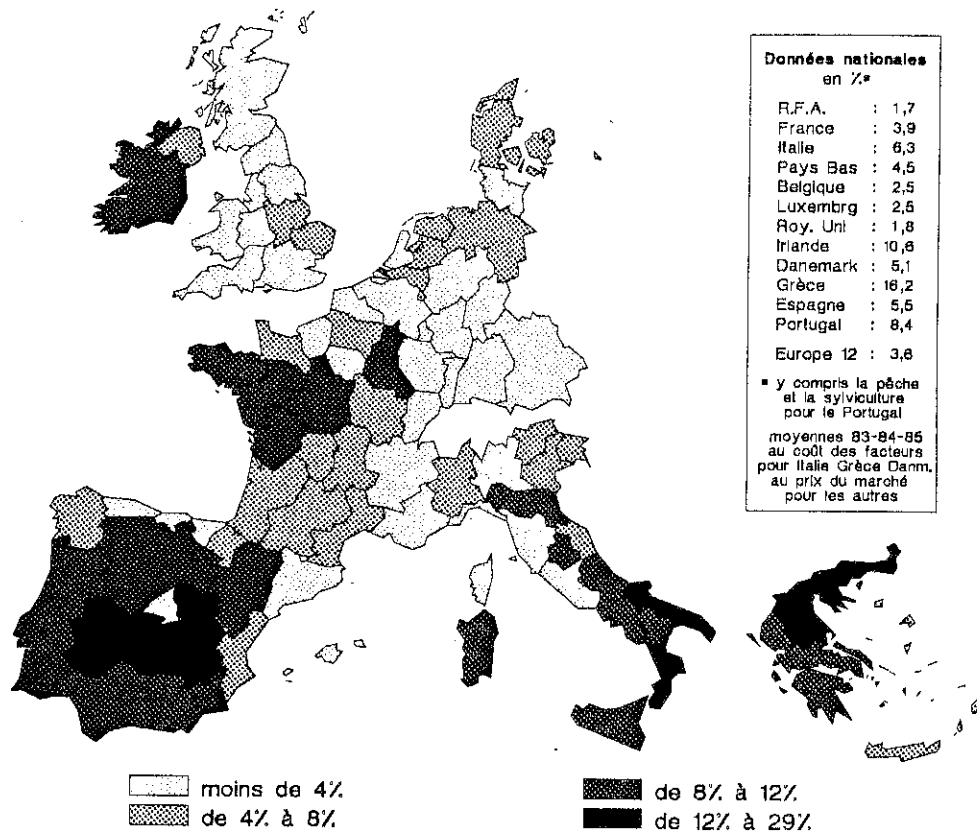 Données nationales
en %*
R.F.A. : 1,7
France : 3,9
Italie : 6,3
Pays Bas : 4,5
Belgique : 2,5
Luxembrg : 2,5
Roy. Uni : 1,8
Irlande : 10,6
Danemark : 5,1
Grèce : 16,2
Espagne : 5,5
Portugal : 8,4
Europe 12 : 3,6
* y compris la pêche
et la sylviculture
pour le Portugal
moyennes 83-84-85
au coût des facteurs
pour Italie Grèce Danm.
au prix du marché
pour les autres
moins de 4%
de 4% à 8%
de 8% à 12%
de 12% à 29%